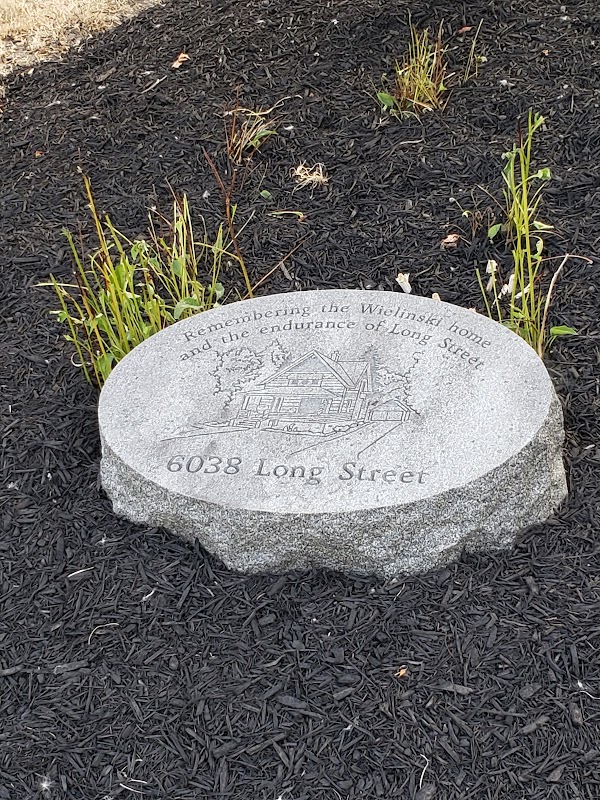 Remembering the Wielinski home
and the endurance of Long Street
6038 Long Street